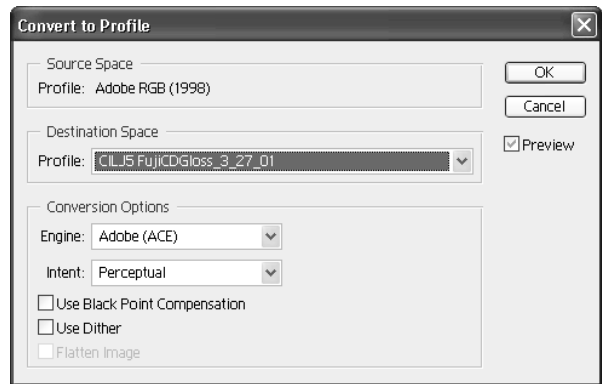 Convert to Profile
Source Space
Profile: Adobe RGB (1998)
OK
Cancel
Preview
Destination Space
Profile: CILJ5 FujiCDGloss_3_27_01
Conversion Options
Engine: Adobe (ACE)
Intent: Perceptual
Use Black Point Compensation
Use Dither
Flatten Image